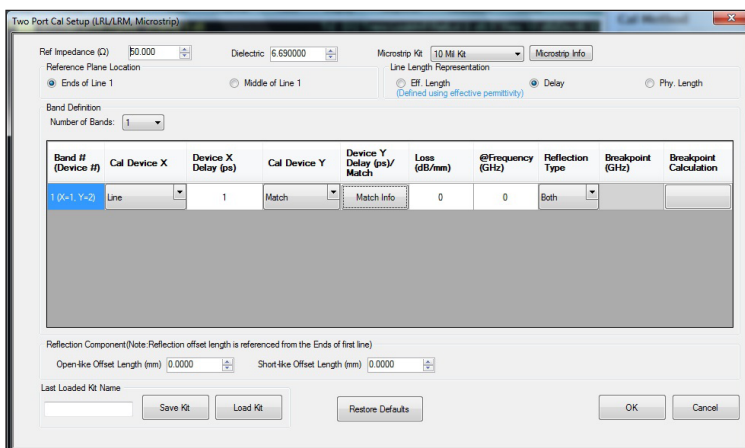 Two Port Cal Setup (LRL/LRM, Microstrip)
Ref Impedance (Ω) 50.000 Dielectric 6.690000 Microstrip Kit 10 Mil Kit Microstrip Info
Reference Plane Location Line Length Representation
Ends of Line 1 Middle of Line 1 Eff. Length Delay Phy. Length
(Defined using effective permittivity)
Band Definition
Number of Bands: 1
Band # (Device #) Cal Device X Device X Delay (ps) Cal Device Y Device Y Delay (ps)/ Match Loss (dB/mm) @Frequency (GHz) Reflection Type Breakpoint (GHz) Breakpoint Calculation
1 (X=1, Y=2) Line 1 Match Match Info 0 0 Both
Reflection Component(Note:Reflection offset length is referenced from the Ends of first line)
Open-like Offset Length (mm) 0.0000 Short-like Offset Length (mm) 0.0000
Last Loaded Kit Name
Save Kit Load Kit Restore Defaults OK Cancel